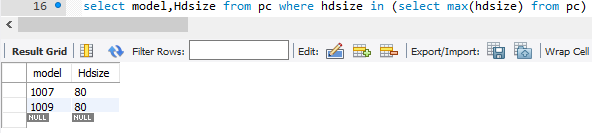 16 select model,Hdsize from pc where hdsize in (select max(hdsize) from pc)
Result Grid Filter Rows: Edit: Export/Import: Wrap Cell
model Hdsize
1007 80
1009 80
NULL NULL